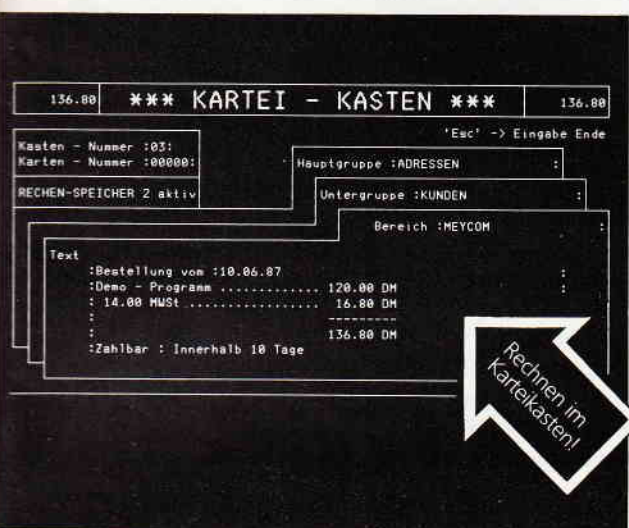 136.80 *** KARTEI - KASTEN *** 136.80
'Esc' -> Eingabe Ende
Kasten - Nummer :03:
Karten - Nummer :00000:
Hauptgruppe :ADRESSEN :
RECHEN-SPEICHER 2 aktiv
Untergruppe :KUNDEN :
Bereich :MEYCOM :
Text
:Bestellung vom :10.06.87 :
:Demo - Programm ............. 120.00 DM :
: 14.00 MWSt ................. 16.80 DM
: ---------
: 136.80 DM
:Zahlbar : Innerhalb 10 Tage
Rechnen im
Karteikasten!